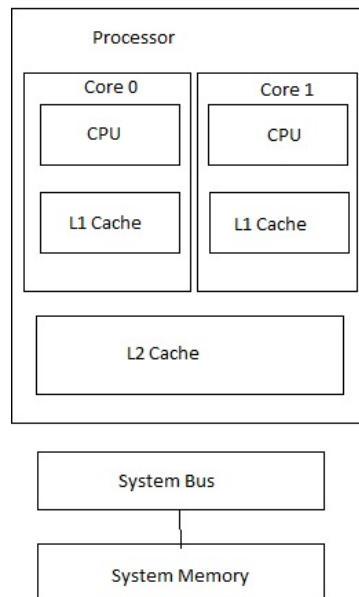 Processor
Core 0
Core 1
CPU
CPU
L1 Cache
L1 Cache
L2 Cache
System Bus
System Memory